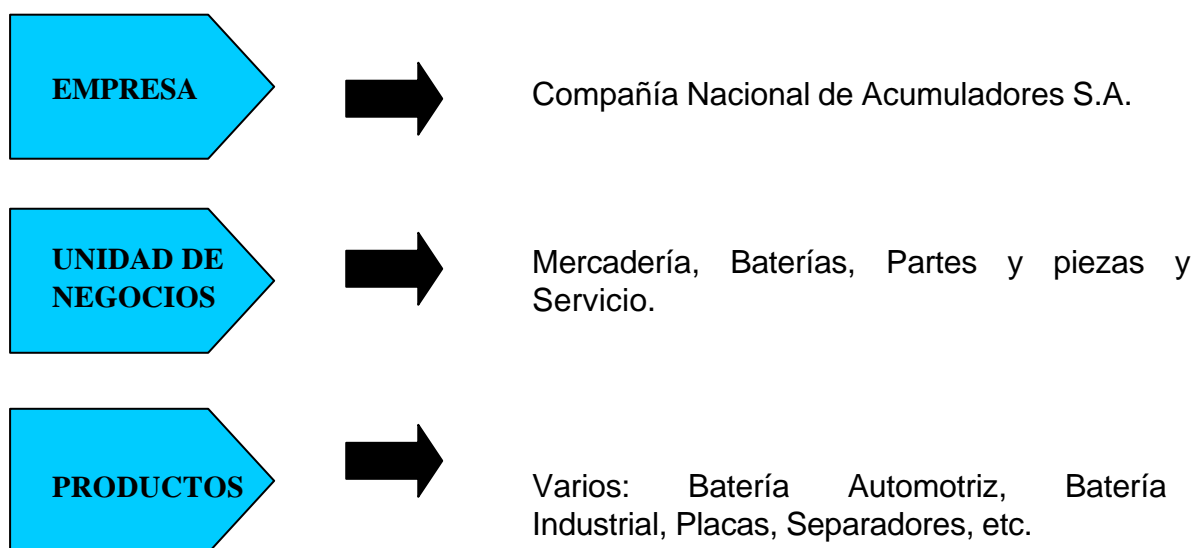 EMPRESA
Compañía Nacional de Acumuladores S.A.
UNIDAD DE
NEGOCIOS
Mercadería, Baterías, Partes y piezas y
Servicio.
PRODUCTOS
Varios: Batería Automotriz, Batería
Industrial, Placas, Separadores, etc.